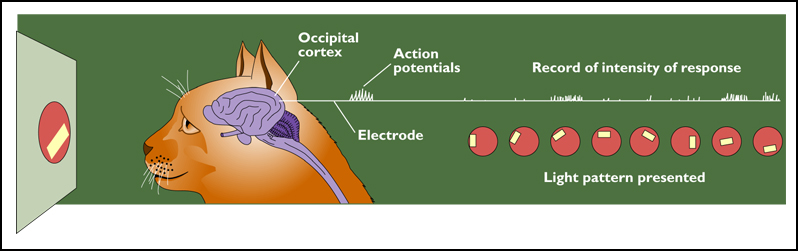 Occipital
cortex
Action
potentials
Record of intensity of response
Electrode
Light pattern presented